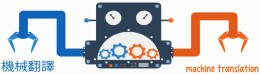 機械翻譯
machine translation